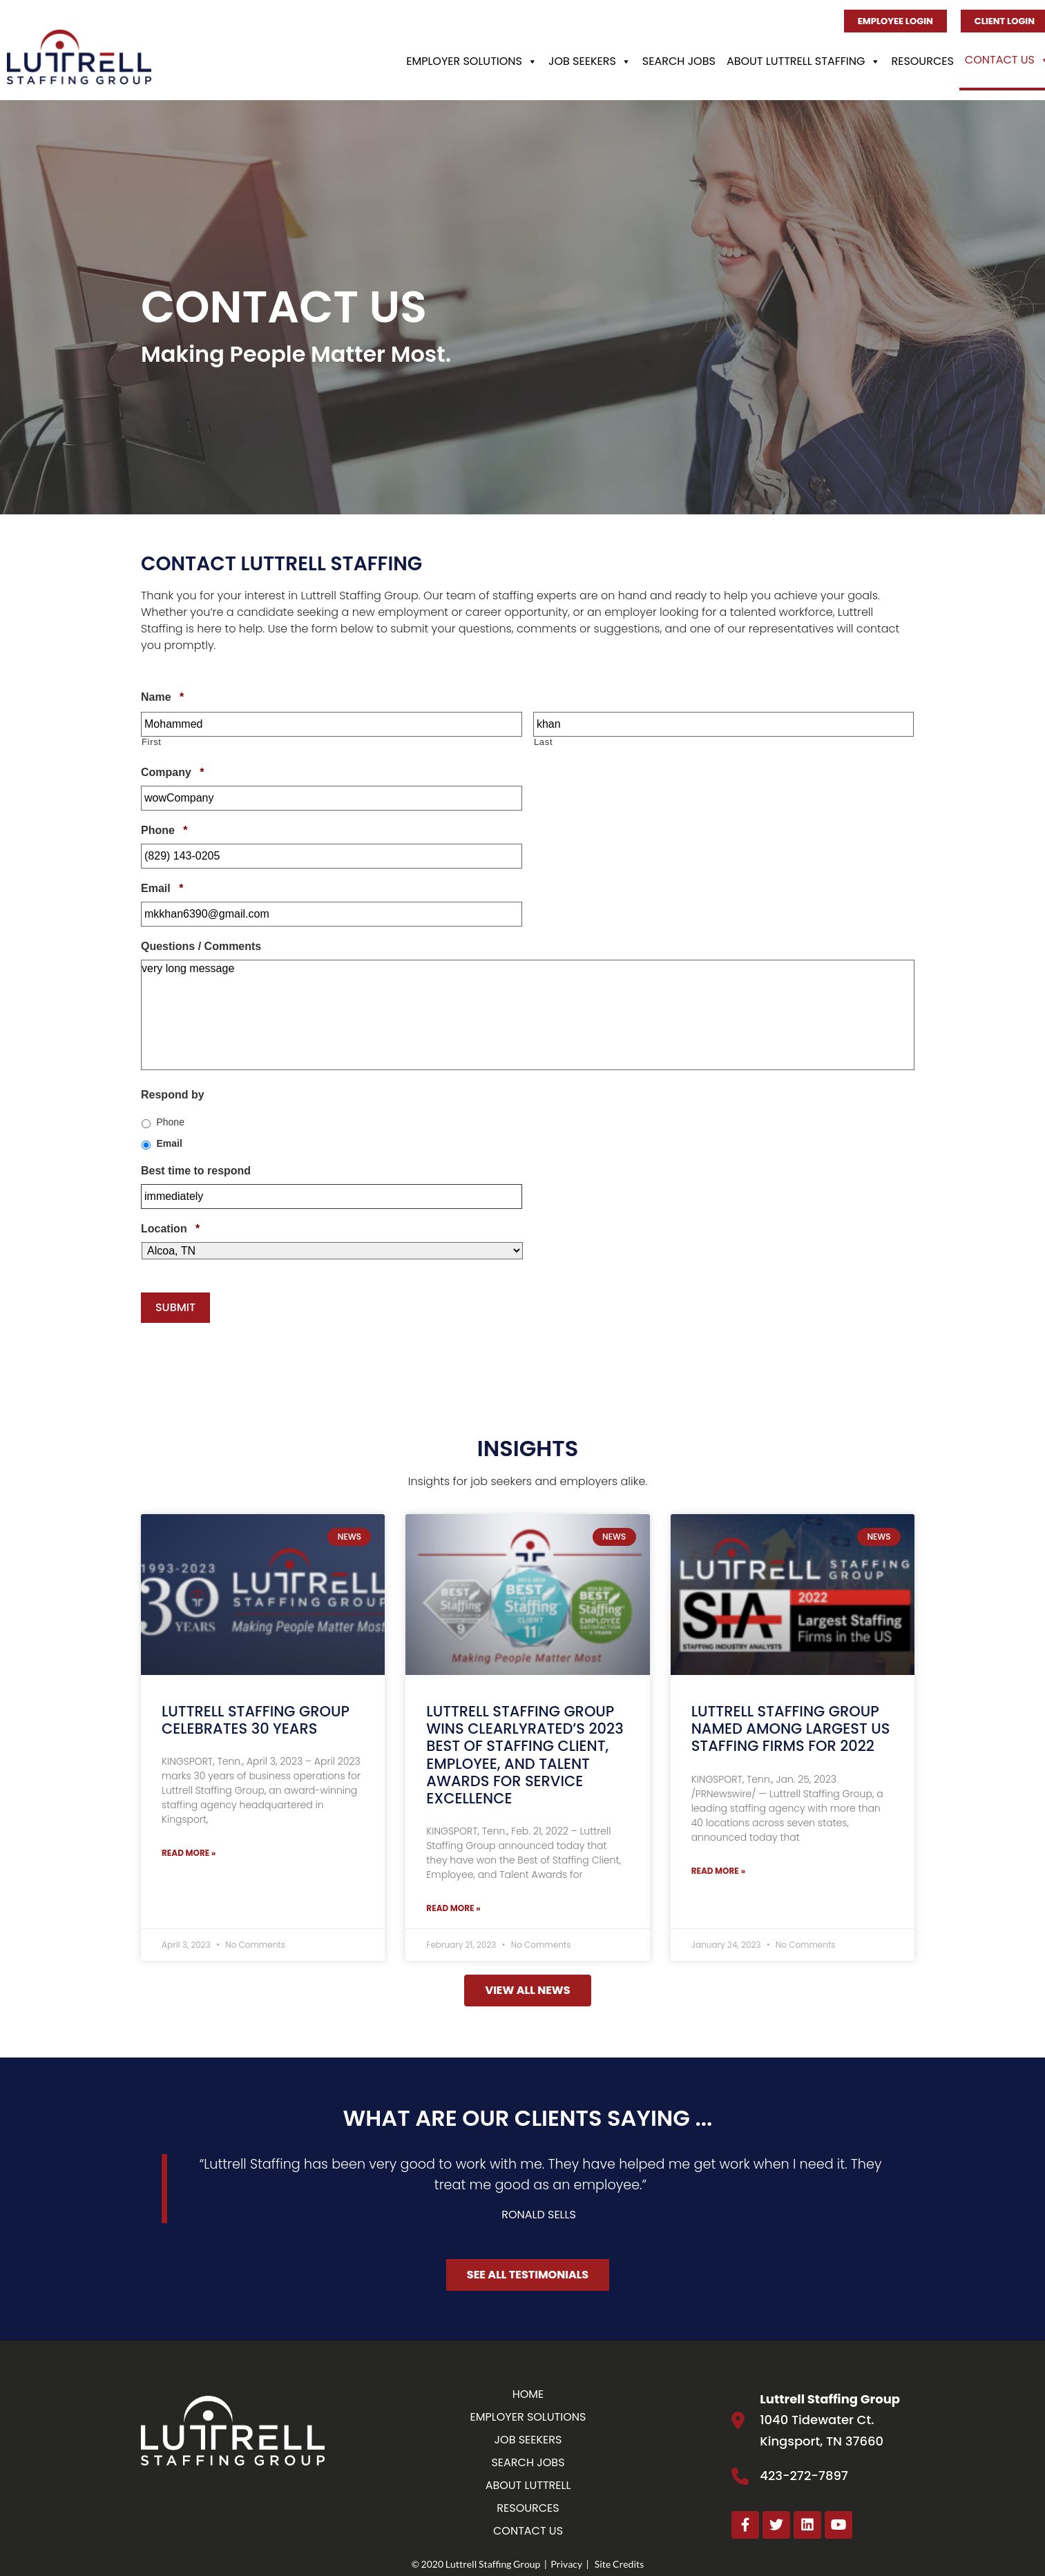 EMPLOYEE LOGIN
CLIENT LOGIN
LUTTRELL
STAFFING GROUP
EMPLOYER SOLUTIONS
JOB SEEKERS
SEARCH JOBS
ABOUT LUTTRELL STAFFING
RESOURCES
CONTACT US
CONTACT US
Making People Matter Most.
CONTACT LUTTRELL STAFFING
Thank you for your interest in Luttrell Staffing Group. Our team of staffing experts are on hand and ready to help you achieve your goals.
Whether you’re a candidate seeking a new employment or career opportunity, or an employer looking for a talented workforce, Luttrell
Staffing is here to help. Use the form below to submit your questions, comments or suggestions, and one of our representatives will contact
you promptly.
Name *
Mohammed
khan
First
Last
Company *
wowCompany
Phone *
(829) 143-0205
Email *
mkkhan6390@gmail.com
Questions / Comments
very long message
Respond by
Phone
Email
Best time to respond
immediately
Location *
Alcoa, TN
SUBMIT
INSIGHTS
Insights for job seekers and employers alike.
NEWS
1993-2023
30
YEARS
LUTTRELL
STAFFING GROUP
Making People Matter Most
LUTTRELL STAFFING GROUP
CELEBRATES 30 YEARS
KINGSPORT, Tenn., April 3, 2023 – April 2023
marks 30 years of business operations for
Luttrell Staffing Group, an award-winning
staffing agency headquartered in
Kingsport,
READ MORE »
April 3, 2023 • No Comments
NEWS
BEST of Staffing
9
BEST of Staffing
CLIENT
11
BEST of Staffing
EMPLOYEE
SATISFACTION
Making People Matter Most
LUTTRELL STAFFING GROUP
WINS CLEARLYRATED’S 2023
BEST OF STAFFING CLIENT,
EMPLOYEE, AND TALENT
AWARDS FOR SERVICE
EXCELLENCE
KINGSPORT, Tenn., Feb. 21, 2022 – Luttrell
Staffing Group announced today that
they have won the Best of Staffing Client,
Employee, and Talent Awards for
READ MORE »
February 21, 2023 • No Comments
NEWS
LUTTRELL
STAFFING
GROUP
SIA
STAFFING INDUSTRY ANALYSTS
2022
Largest Staffing
Firms in the US
LUTTRELL STAFFING GROUP
NAMED AMONG LARGEST US
STAFFING FIRMS FOR 2022
KINGSPORT, Tenn., Jan. 25, 2023
/PRNewswire/ — Luttrell Staffing Group, a
leading staffing agency with more than
40 locations across seven states,
announced today that
READ MORE »
January 24, 2023 • No Comments
VIEW ALL NEWS
WHAT ARE OUR CLIENTS SAYING ...
“Luttrell Staffing has been very good to work with me. They have helped me get work when I need it. They
treat me good as an employee.”
RONALD SELLS
SEE ALL TESTIMONIALS
LUTTRELL
STAFFING GROUP
HOME
EMPLOYER SOLUTIONS
JOB SEEKERS
SEARCH JOBS
ABOUT LUTTRELL
RESOURCES
CONTACT US
Luttrell Staffing Group
1040 Tidewater Ct.
Kingsport, TN 37660
423-272-7897
© 2020 Luttrell Staffing Group | Privacy | Site Credits